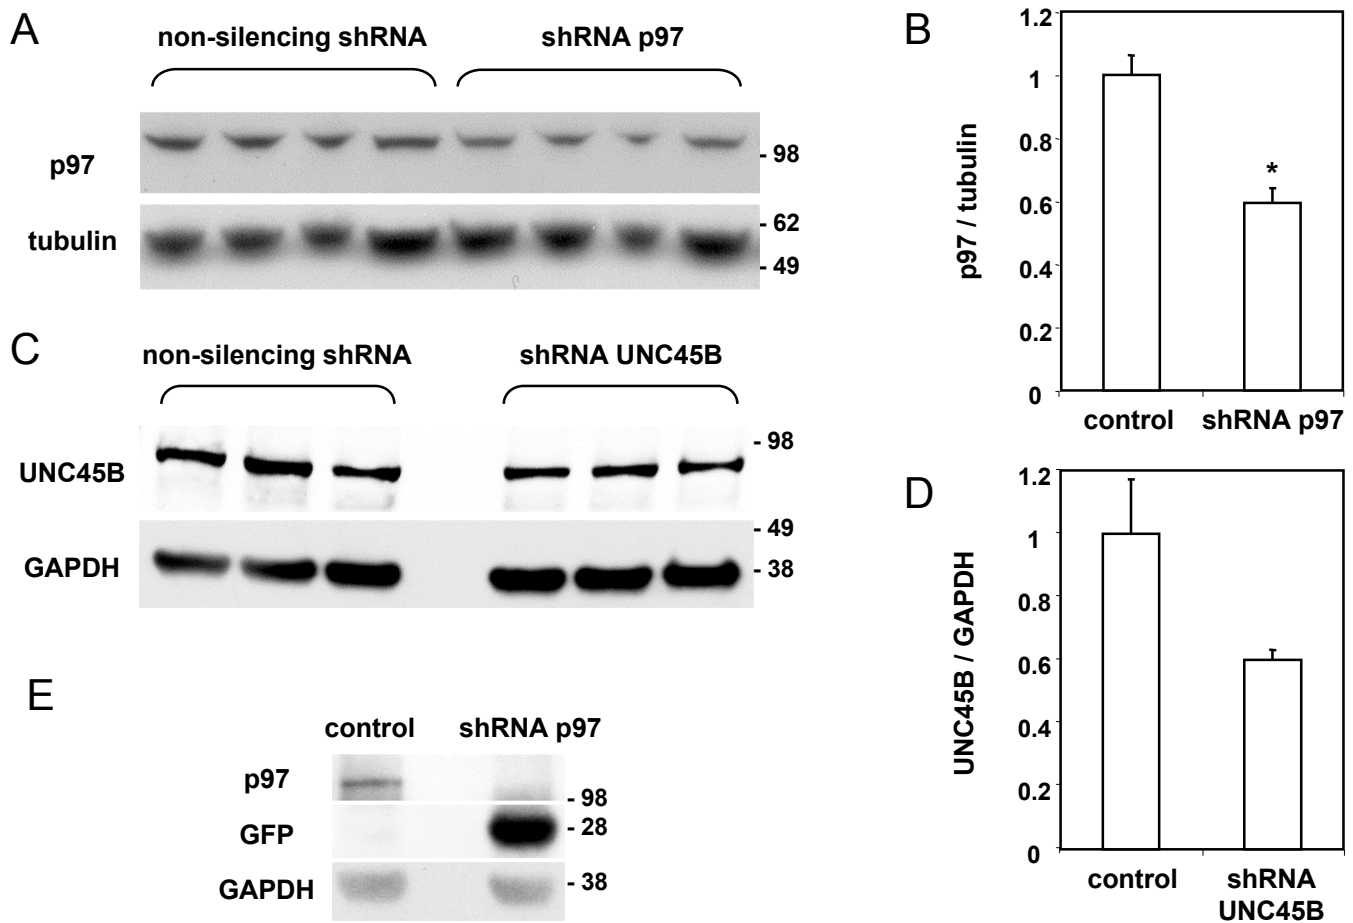 A
non-silencing shRNA
shRNA p97
p97
- 98
tubulin
- 62
- 49
B
1.2
1
0.8
0.6
0.4
0.2
0
p97 / tubulin
*
control
shRNA p97
C
non-silencing shRNA
shRNA UNC45B
UNC45B
- 98
GAPDH
- 49
- 38
D
1.2
1
0.8
0.6
0.4
0.2
0
UNC45B / GAPDH
control
shRNA
UNC45B
E
control
shRNA p97
p97
- 98
GFP
- 28
GAPDH
- 38